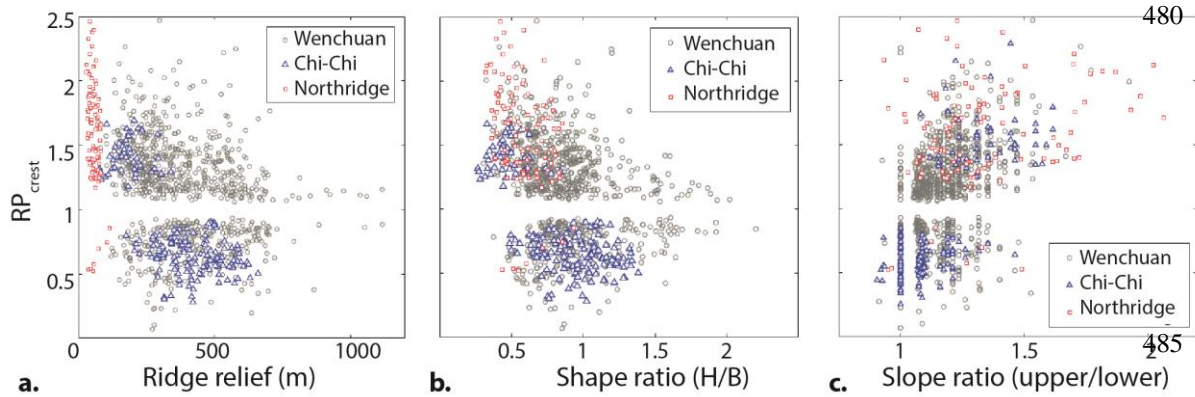 480
2.5
2
1.5
1
0.5
RP crest
Wenchuan
Chi-Chi
Northridge
0
500
1000
a.
Ridge relief (m)
Wenchuan
Chi-Chi
Northridge
0.5
1
1.5
2
b.
Shape ratio (H/B)
Wenchuan
Chi-Chi
Northridge
1
1.5
2
485
c.
Slope ratio (upper/lower)